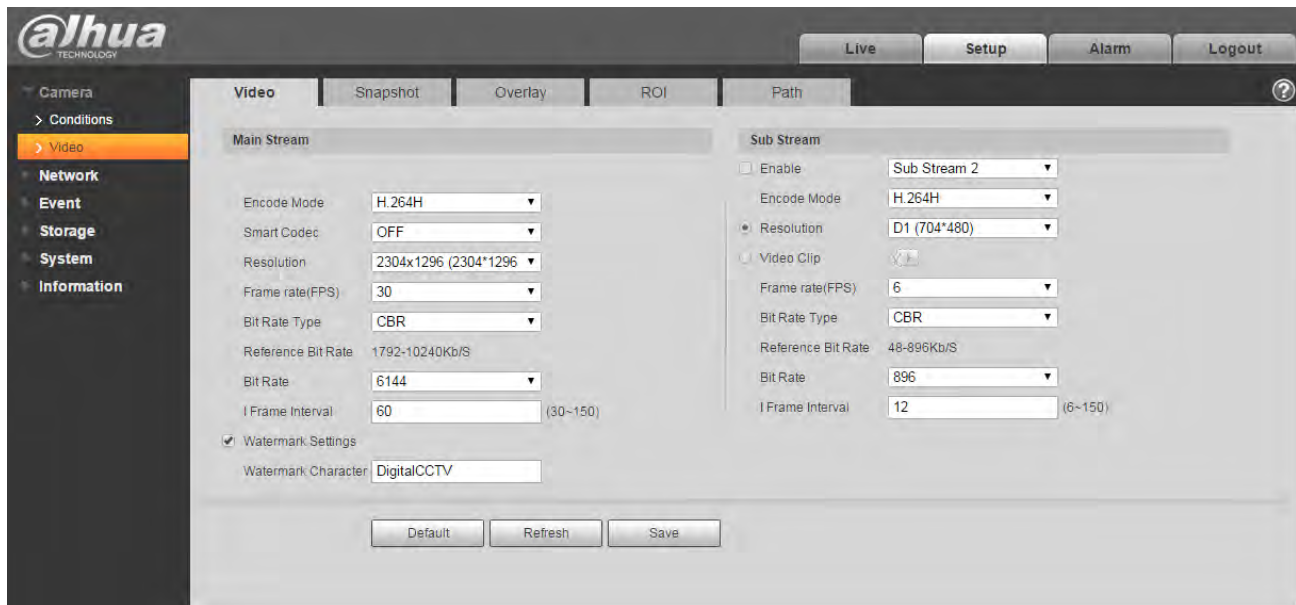 alhua
TECHNOLOGY
Live Setup Alarm Logout
Camera
Conditions
Video
Network
Event
Storage
System
Information
Video Snapshot Overlay ROI Path ?
Main Stream
Encode Mode H.264H
Smart Codec OFF
Resolution 2304x1296 (2304*1296
Frame rate(FPS) 30
Bit Rate Type CBR
Reference Bit Rate 1792-10240Kb/S
Bit Rate 6144
I Frame Interval 60 (30~150)
Watermark Settings
Watermark Character DigitalCCTV
Sub Stream
Enable Sub Stream 2
Encode Mode H.264H
Resolution D1 (704*480)
Video Clip
Frame rate(FPS) 6
Bit Rate Type CBR
Reference Bit Rate 48-896Kb/S
Bit Rate 896
I Frame Interval 12 (6~150)
Default Refresh Save